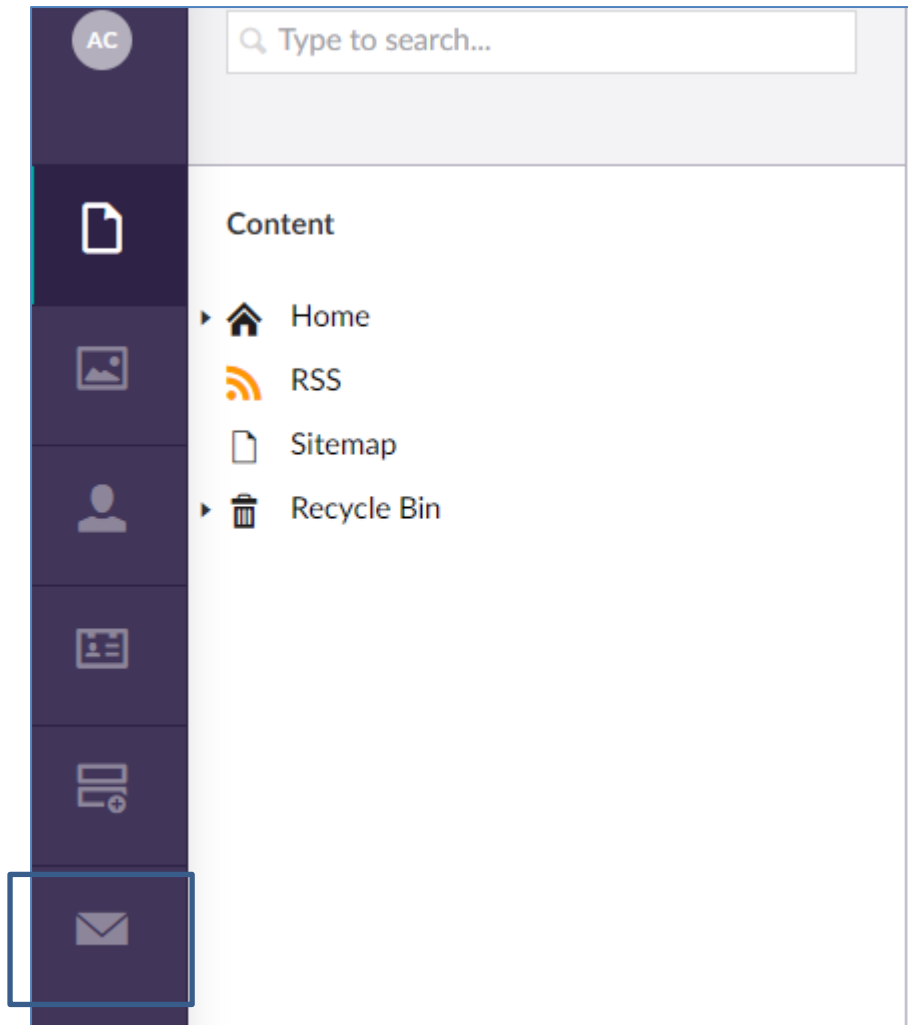 AC
Type to search...
Content
Home
RSS
Sitemap
Recycle Bin